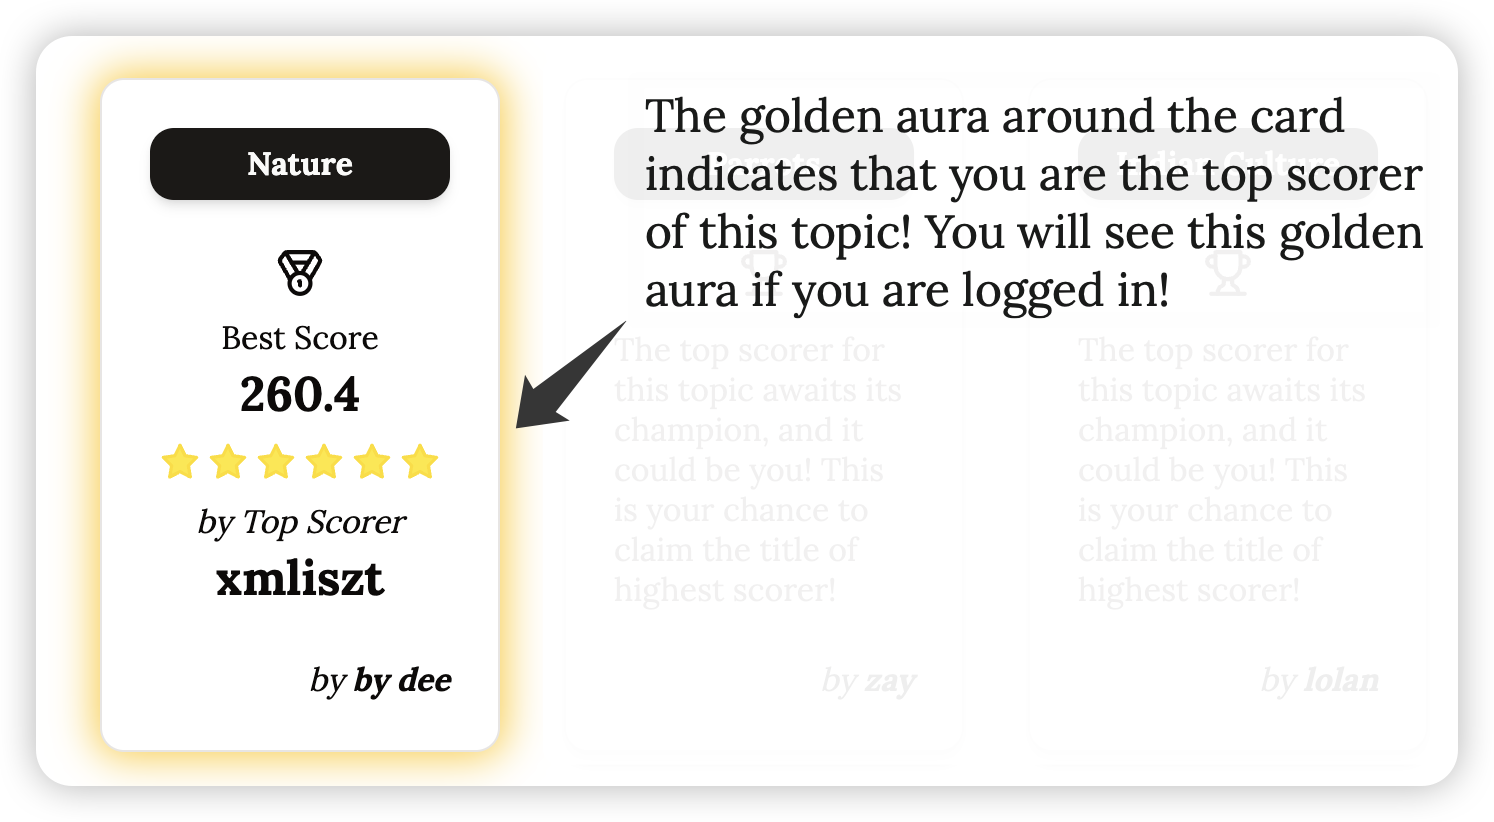 Nature
Best Score
260.4
by Top Scorer
xmliszt
by by dee
The golden aura around the card
indicates that you are the top scorer
of this topic! You will see this golden
aura if you are logged in!
Parrots
The top scorer for
this topic awaits its
champion, and it
could be you! This
is your chance to
claim the title of
highest scorer!
by zay
Indian Culture
The top scorer for
this topic awaits its
champion, and it
could be you! This
is your chance to
claim the title of
highest scorer!
by lolan